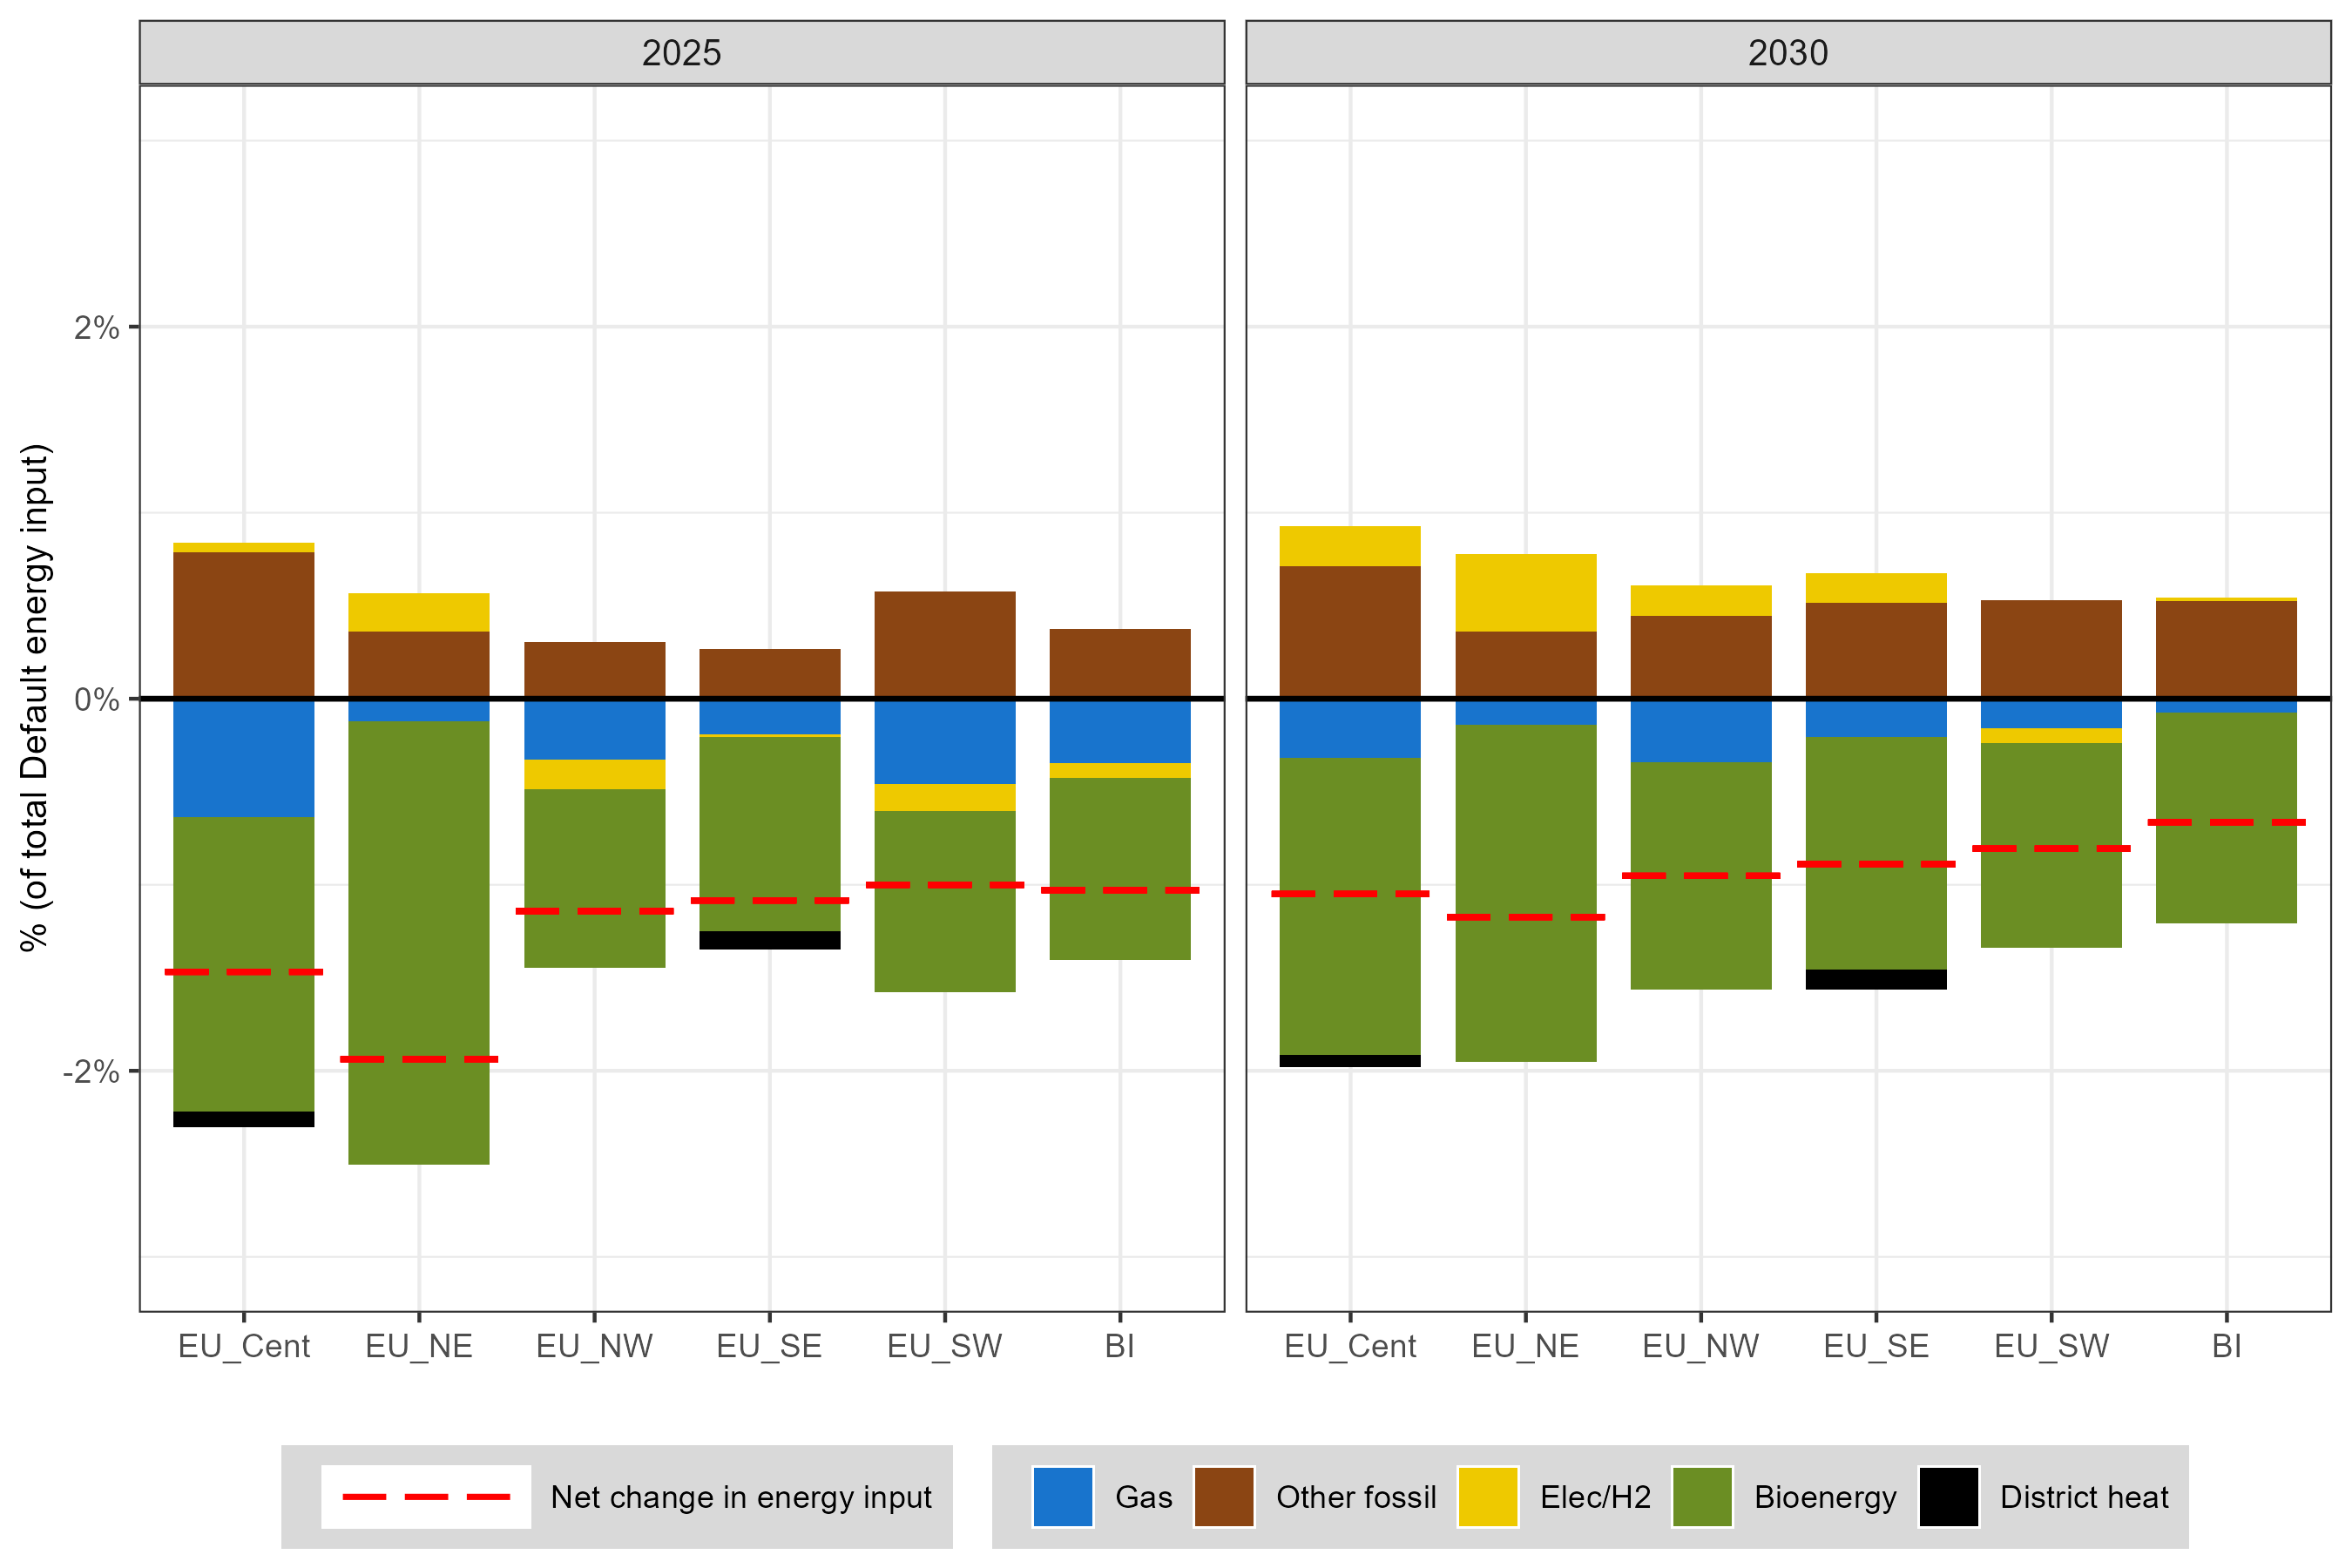 2025
2030
% (of total Default energy input)
2%
0%
-2%
EU_Cent
EU_NE
EU_NW
EU_SE
EU_SW
BI
EU_Cent
EU_NE
EU_NW
EU_SE
EU_SW
BI
Net change in energy input
Gas
Other fossil
Elec/H2
Bioenergy
District heat